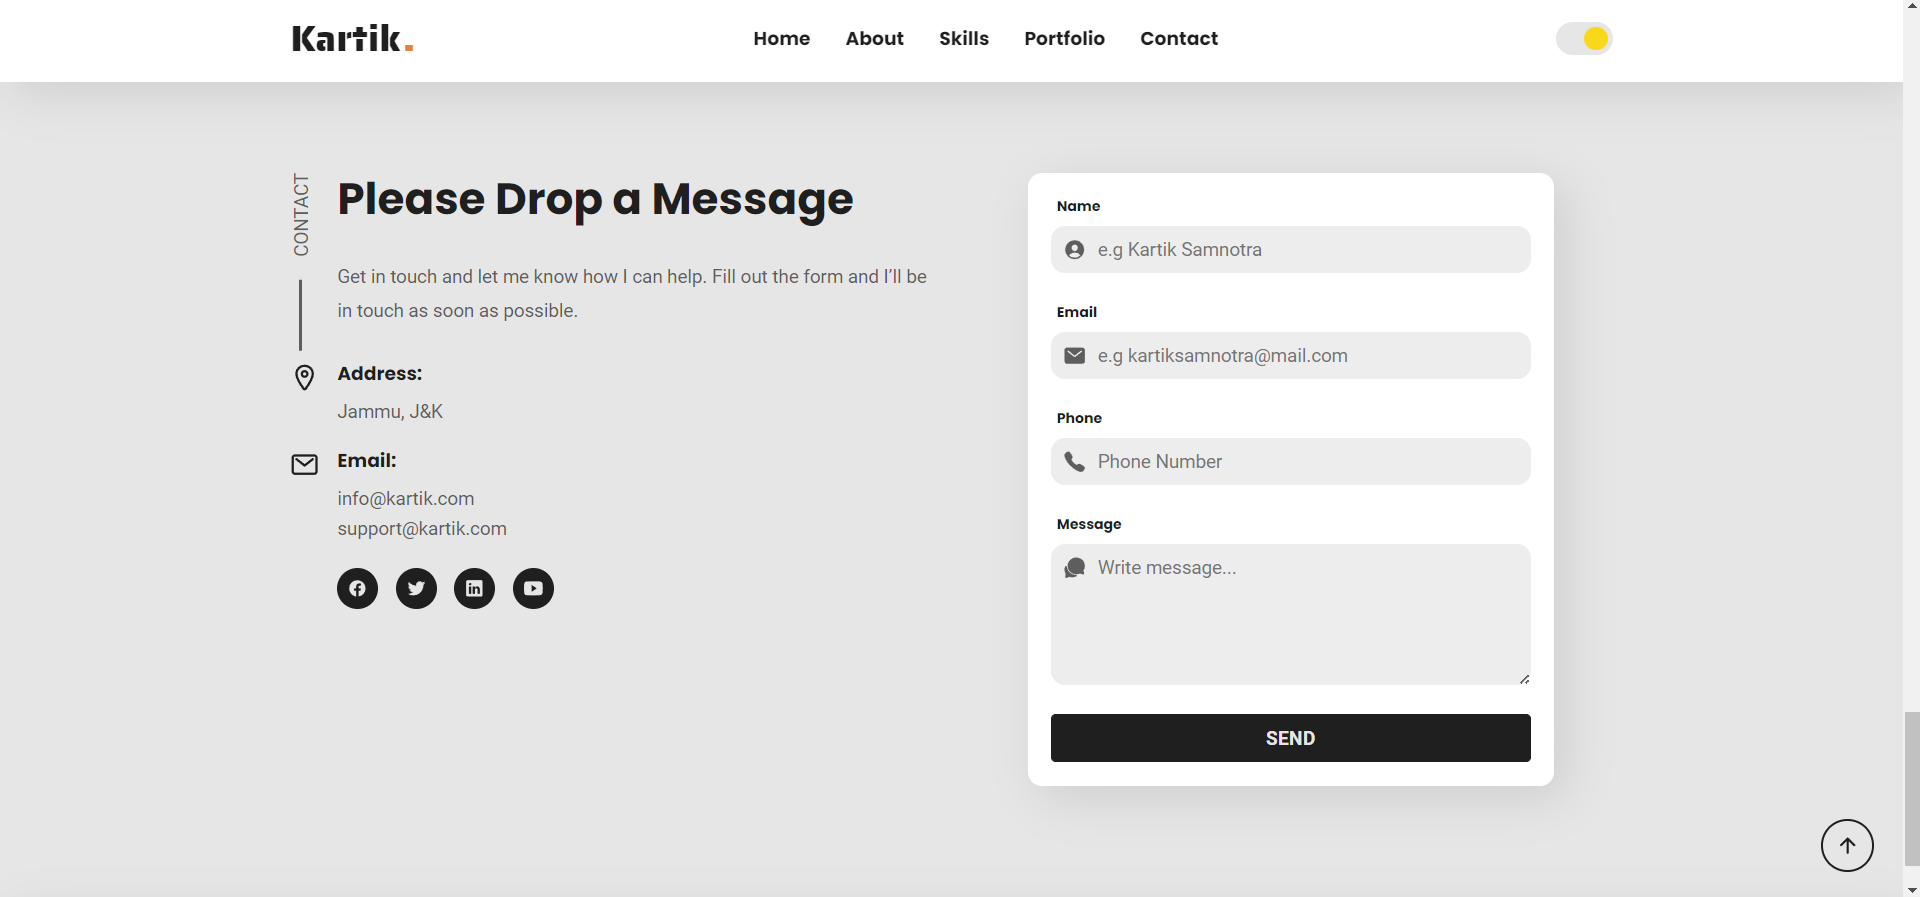 Kartik.
Home About Skills Portfolio Contact
CONTACT
Please Drop a Message
Get in touch and let me know how I can help. Fill out the form and I’ll be
in touch as soon as possible.
Address:
Jammu, J&K
Email:
info@kartik.com
support@kartik.com
Name
e.g Kartik Samnotra
Email
e.g kartiksamnotra@mail.com
Phone
Phone Number
Message
Write message...
SEND